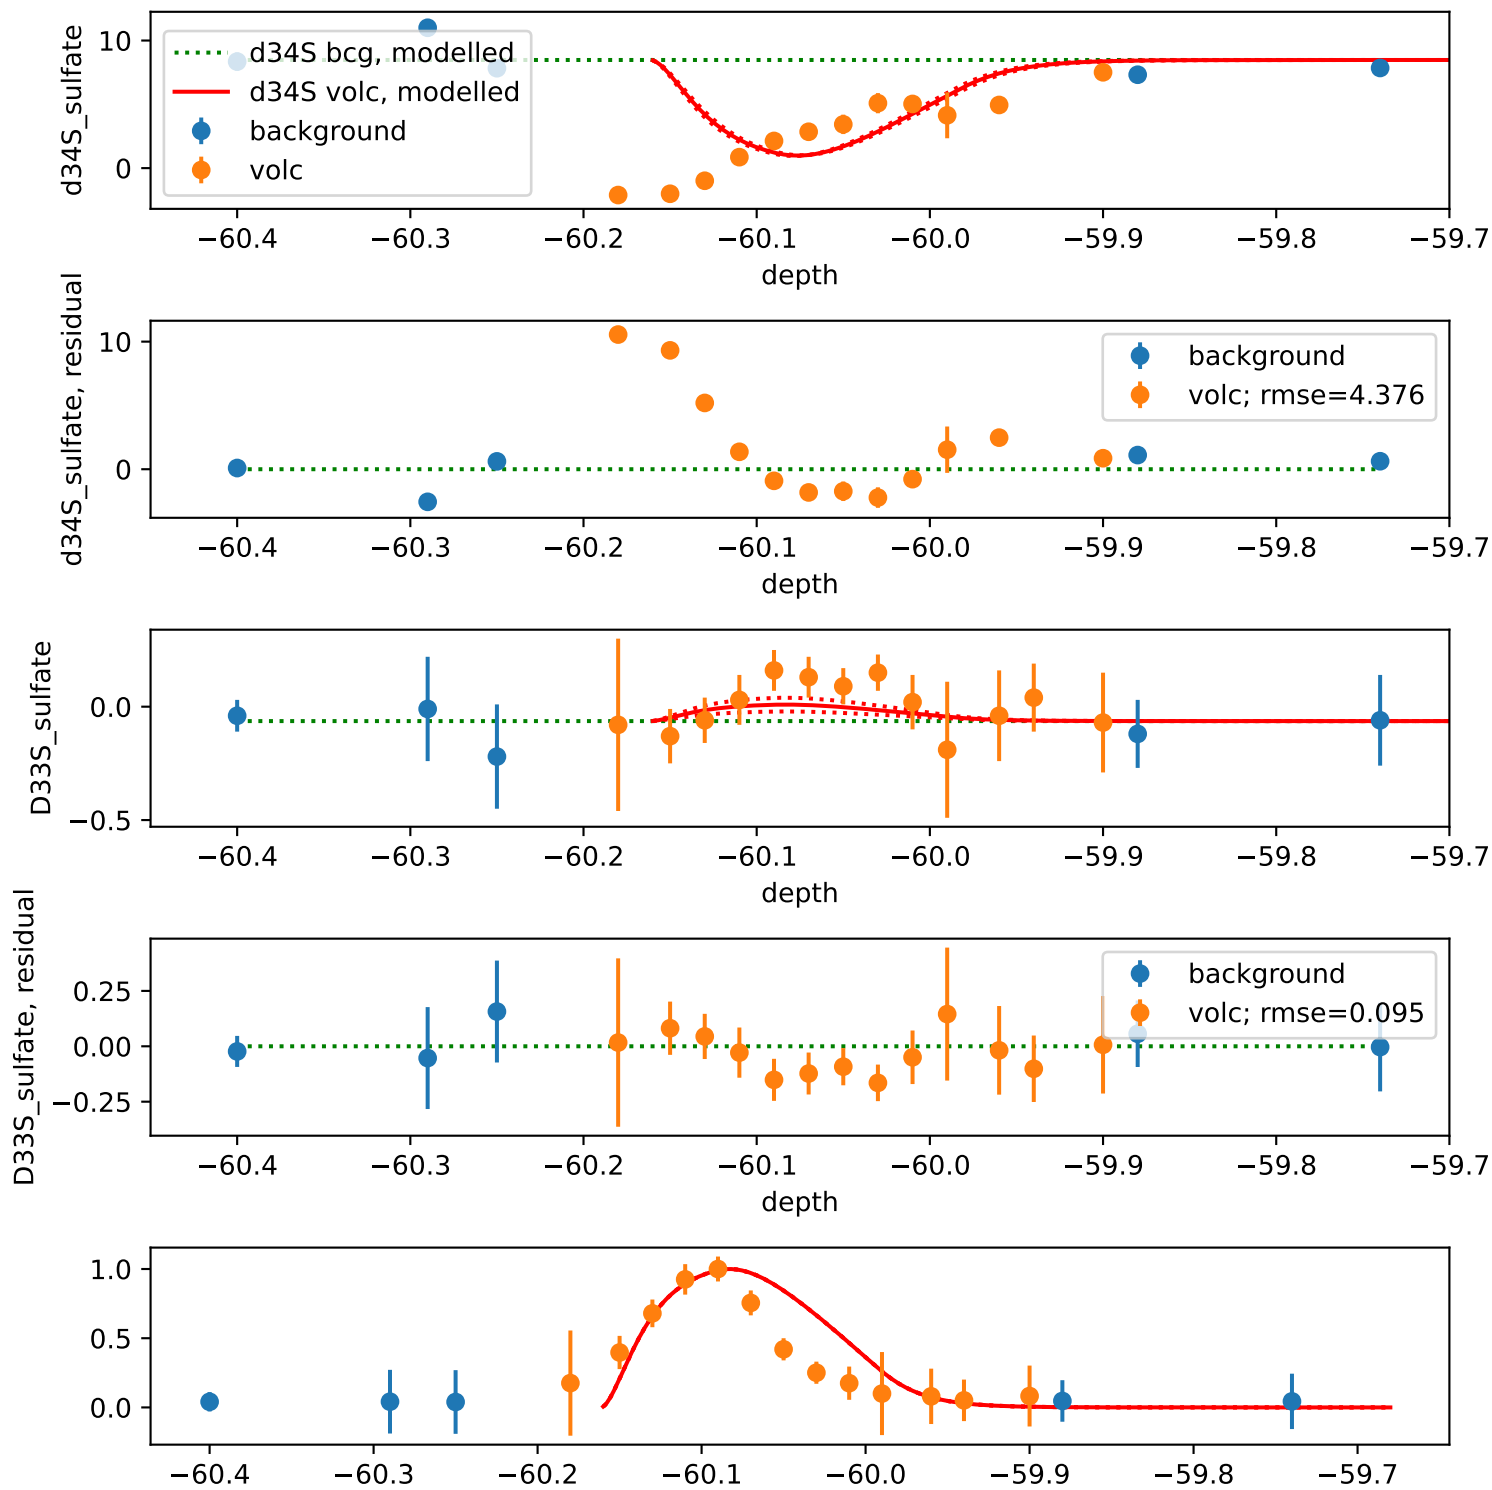 d34S_sulfate
10
0
d34S bcg, modelled
d34S volc, modelled
background
volc
−60.4 −60.3 −60.2 −60.1 −60.0 −59.9 −59.8 −59.7
depth
d34S_sulfate, residual
10
0
background
volc; rmse=4.376
−60.4 −60.3 −60.2 −60.1 −60.0 −59.9 −59.8 −59.7
depth
D33S_sulfate
0.0
−0.5
−60.4 −60.3 −60.2 −60.1 −60.0 −59.9 −59.8 −59.7
depth
D33S_sulfate, residual
0.25
0.00
−0.25
background
volc; rmse=0.095
−60.4 −60.3 −60.2 −60.1 −60.0 −59.9 −59.8 −59.7
depth
1.0
0.5
0.0
−60.4 −60.3 −60.2 −60.1 −60.0 −59.9 −59.8 −59.7